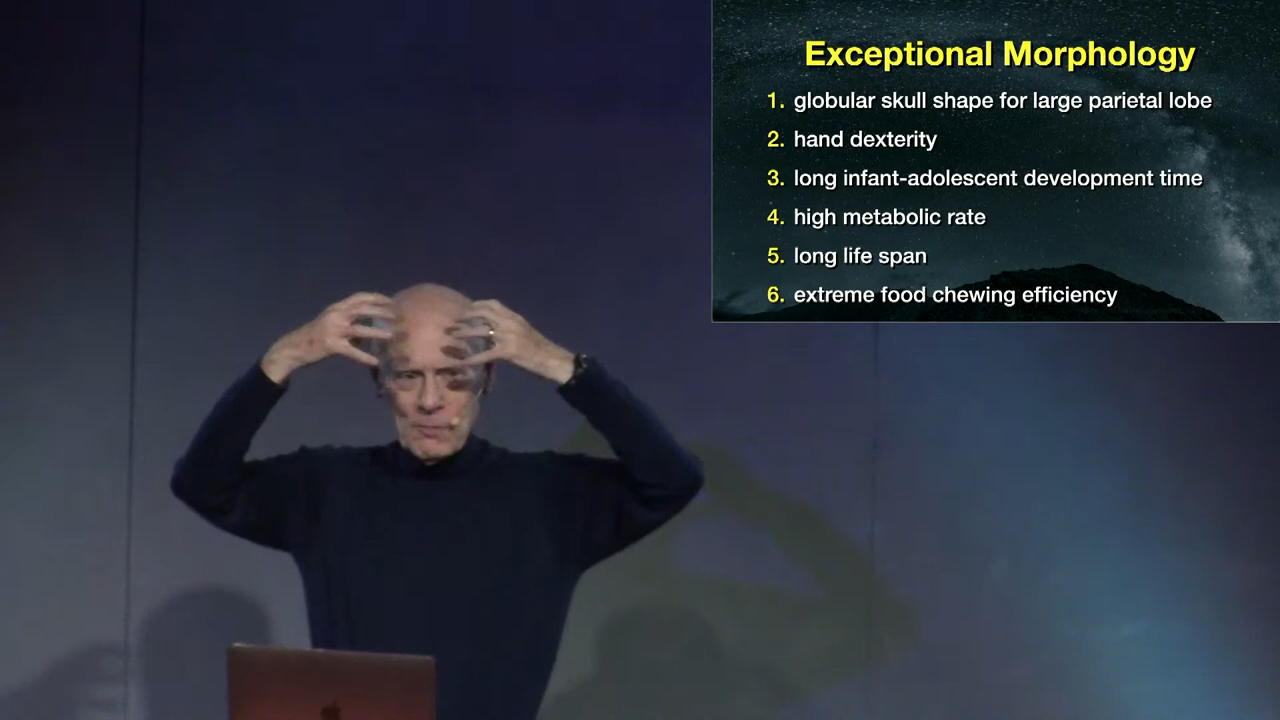 Exceptional Morphology
1. globular skull shape for large parietal lobe
2. hand dexterity
3. long infant-adolescent development time
4. high metabolic rate
5. long life span
6. extreme food chewing efficiency